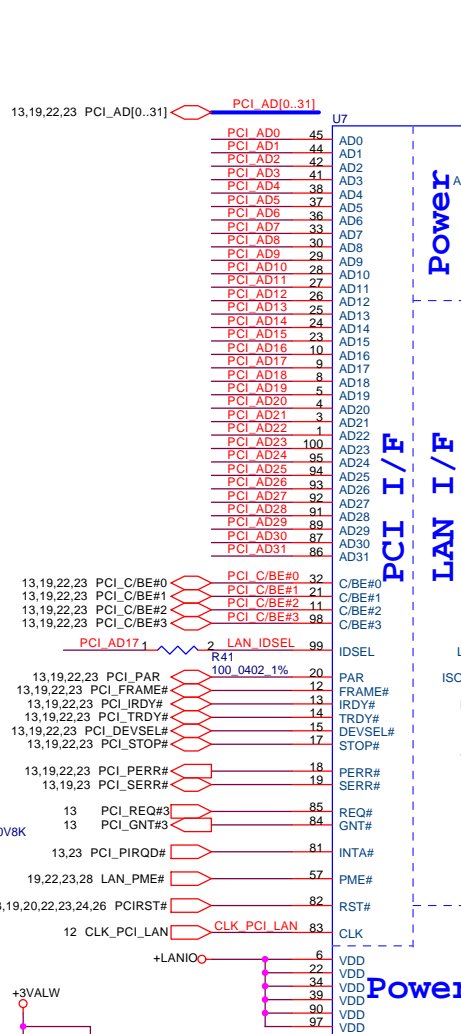 13,19,22,23 PCI_AD[0..31] PCI_AD[0..31]
U7
PCI_AD0 45 AD0
PCI_AD1 44 AD1
PCI_AD2 42 AD2
PCI_AD3 41 AD3
PCI_AD4 38 AD4
PCI_AD5 37 AD5
PCI_AD6 36 AD6
PCI_AD7 33 AD7
PCI_AD8 30 AD8
PCI_AD9 29 AD9
PCI_AD10 28 AD10
PCI_AD11 27 AD11
PCI_AD12 26 AD12
PCI_AD13 25 AD13
PCI_AD14 24 AD14
PCI_AD15 23 AD15
PCI_AD16 10 AD16
PCI_AD17 9 AD17
PCI_AD18 8 AD18
PCI_AD19 5 AD19
PCI_AD20 4 AD20
PCI_AD21 3 AD21
PCI_AD22 1 AD22
PCI_AD23 100 AD23
PCI_AD24 95 AD24
PCI_AD25 94 AD25
PCI_AD26 93 AD26
PCI_AD27 92 AD27
PCI_AD28 91 AD28
PCI_AD29 89 AD29
PCI_AD30 87 AD30
PCI_AD31 86 AD31
Power
A
PCI I/F
LAN I/F
13,19,22,23 PCI_C/BE#0 PCI_C/BE#0 32 C/BE#0
13,19,22,23 PCI_C/BE#1 PCI_C/BE#1 21 C/BE#1
13,19,22,23 PCI_C/BE#2 PCI_C/BE#2 11 C/BE#2
13,19,22,23 PCI_C/BE#3 PCI_C/BE#3 98 C/BE#3
PCI_AD17 1 2 LAN_IDSEL 99 IDSEL
R41
100_0402_1%
L
ISO
13,19,22,23 PCI_PAR 20 PAR
13,19,22,23 PCI_FRAME# 12 FRAME#
13,19,22,23 PCI_IRDY# 13 IRDY#
13,19,22,23 PCI_TRDY# 14 TRDY#
13,19,22,23 PCI_DEVSEL# 15 DEVSEL#
13,19,22,23 PCI_STOP# 17 STOP#
13,19,22,23 PCI_PERR# 18 PERR#
13,19,23 PCI_SERR# 19 SERR#
13 PCI_REQ#3 85 REQ#
13 PCI_GNT#3 84 GNT#
0V8K
13,23 PCI_PIRQD# 81 INTA#
19,22,23,28 LAN_PME# 57 PME#
,19,20,22,23,24,26 PCIRST# 82 RST#
12 CLK_PCI_LAN CLK_PCI_LAN 83 CLK
+LANIO 6 VDD
22 VDD
34 VDD
39 VDD
90 VDD
97 VDD
Power
+3VALW